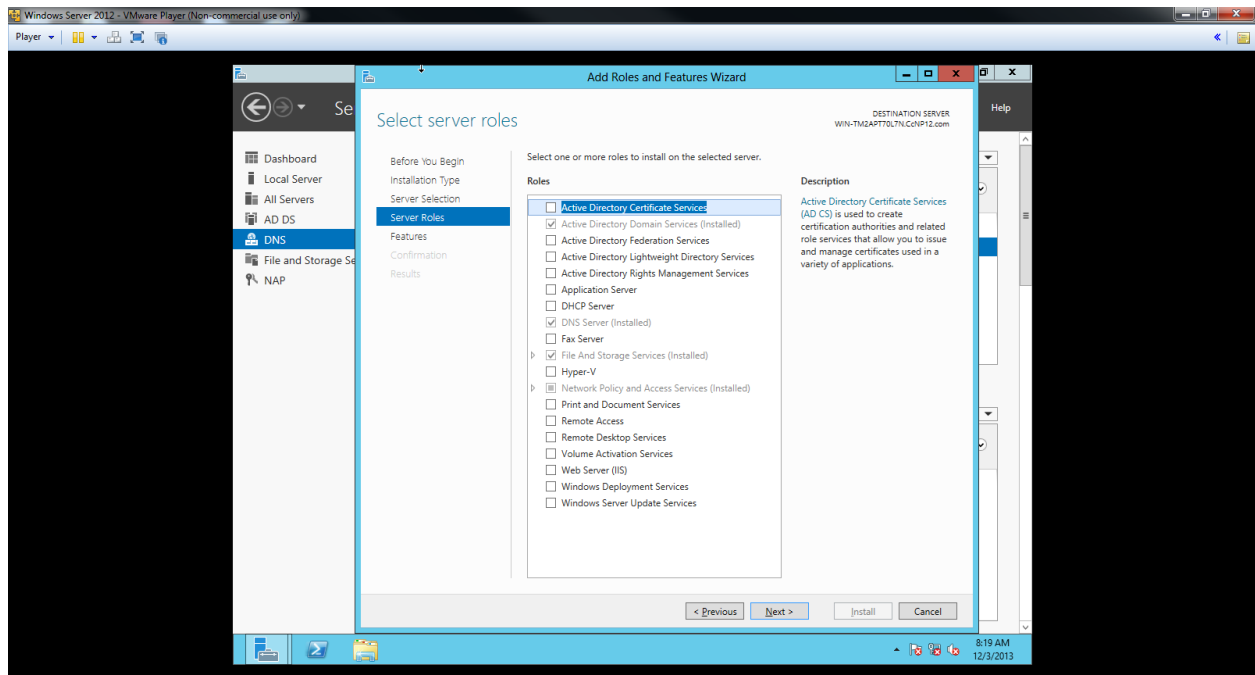 Windows Server 2012 - VMware Player (Non-commercial use only)
Player
Add Roles and Features Wizard
Se
Help
Select server roles
DESTINATION SERVER
WIN-TM2APT70L7N.CcNP12.com
Dashboard
Local Server
All Servers
AD DS
DNS
File and Storage Se
NAP
Before You Begin
Installation Type
Server Selection
Server Roles
Features
Confirmation
Results
Select one or more roles to install on the selected server.
Roles
Active Directory Certificate Services
Active Directory Domain Services (Installed)
Active Directory Federation Services
Active Directory Lightweight Directory Services
Active Directory Rights Management Services
Application Server
DHCP Server
DNS Server (Installed)
Fax Server
File And Storage Services (Installed)
Hyper-V
Network Policy and Access Services (Installed)
Print and Document Services
Remote Access
Remote Desktop Services
Volume Activation Services
Web Server (IIS)
Windows Deployment Services
Windows Server Update Services
Description
Active Directory Certificate Services
(AD CS) is used to create
certification authorities and related
role services that allow you to issue
and manage certificates used in a
variety of applications.
< Previous
Next >
Install
Cancel
8:19 AM
12/3/2013